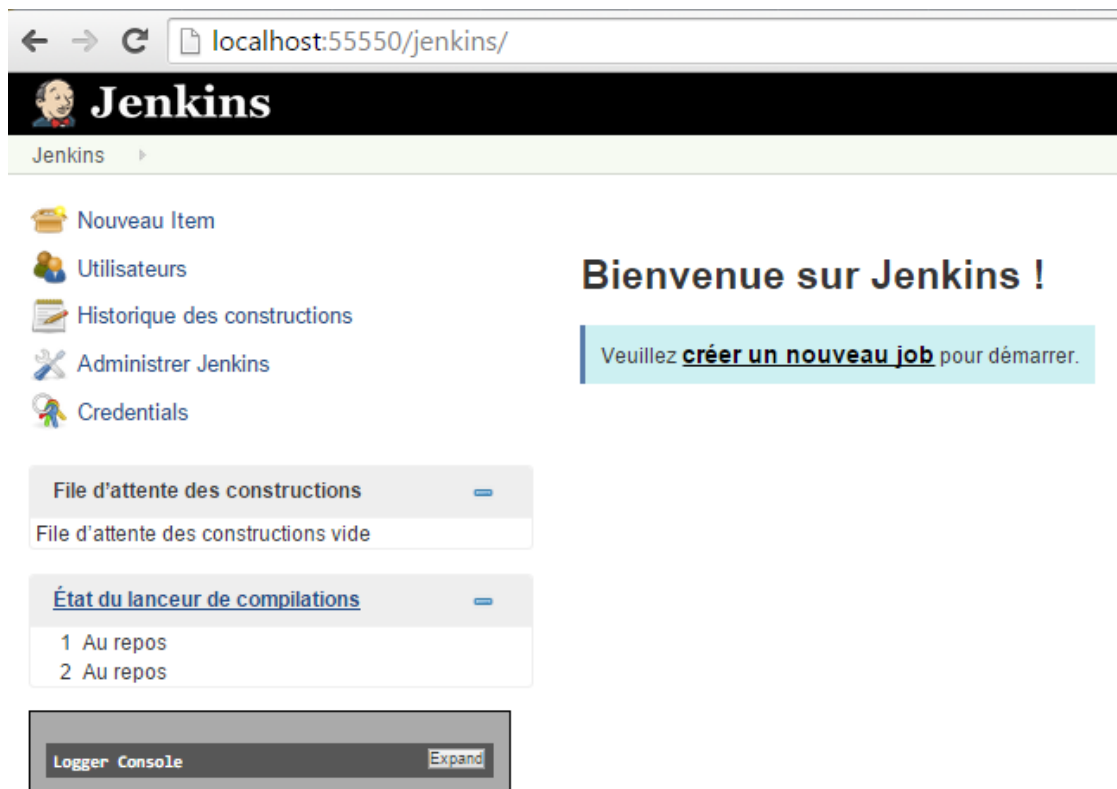 localhost:55550/jenkins/
Jenkins
Jenkins
Nouveau Item
Utilisateurs
Historique des constructions
Administrer Jenkins
Credentials
Bienvenue sur Jenkins !
Veuillez créer un nouveau job pour démarrer.
File d'attente des constructions
File d'attente des constructions vide
État du lanceur de compilations
1 Au repos
2 Au repos
Logger Console Expand